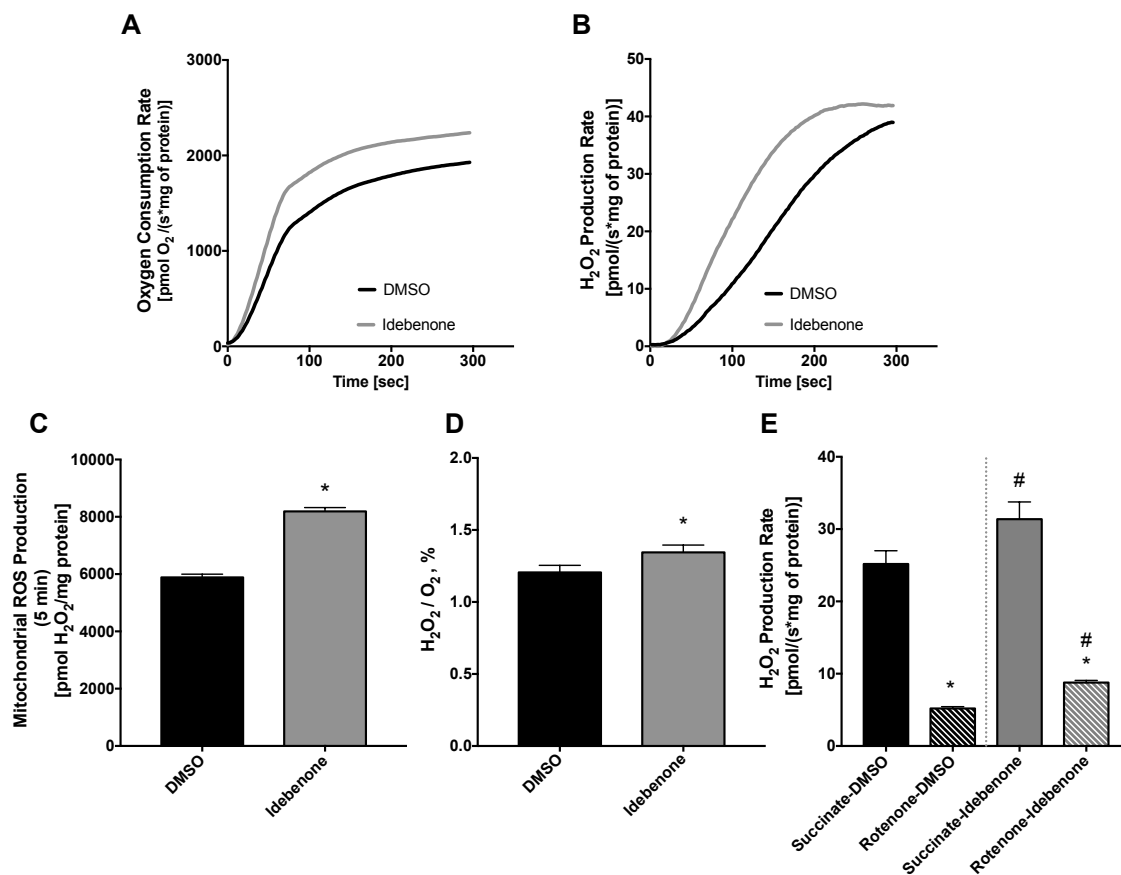 A
Oxygen Consumption Rate
[pmol O2 /(s*mg of protein)]
3000
2000
1000
0
0
100
200
300
Time [sec]
DMSO
Idebenone
B
H2O2 Production Rate
[pmol/(s*mg of protein)]
50
40
30
20
10
0
0
100
200
300
Time [sec]
DMSO
Idebenone
C
Mitochondrial ROS Production
(5 min)
[pmol H2O2/mg protein]
10000
8000
6000
4000
2000
0
*
DMSO
Idebenone
D
H2O2 / O2 , %
2.0
1.5
1.0
0.5
0.0
*
DMSO
Idebenone
E
H2O2 Production Rate
[pmol/(s*mg of protein)]
40
30
20
10
0
*
#
#
*
Succinate-DMSO
Rotenone-DMSO
Succinate-Idebenone
Rotenone-Idebenone